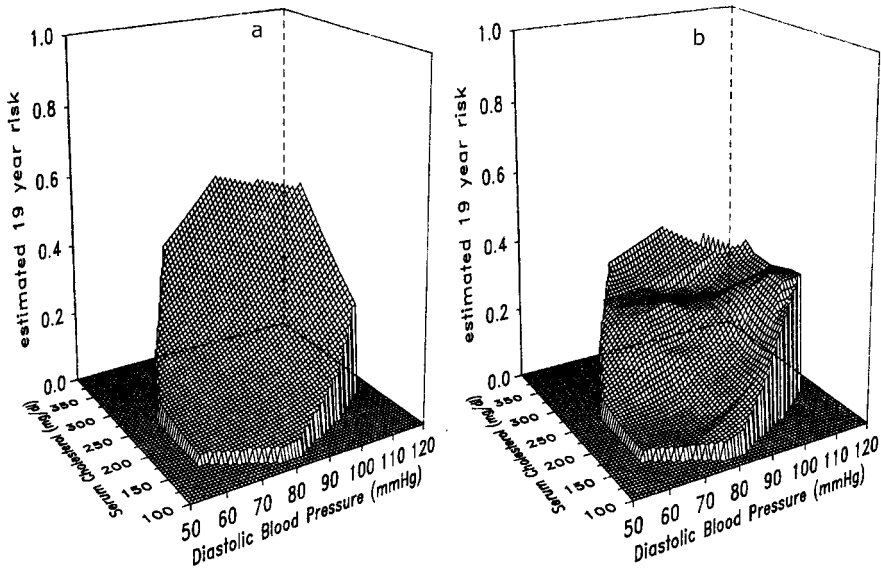 a
1.0
0.8
0.6
0.4
0.2
0.0
estimated 19 year risk
350
300
250
200
150
100
Serum Cholesterol (mg/dl)
50 60 70 80 90 100 110 120
Diastolic Blood Pressure (mmHg)
b
1.0
0.8
0.6
0.4
0.2
0.0
estimated 19 year risk
350
300
250
200
150
100
Serum Cholesterol (mg/dl)
50 60 70 80 90 100 110 120
Diastolic Blood Pressure (mmHg)